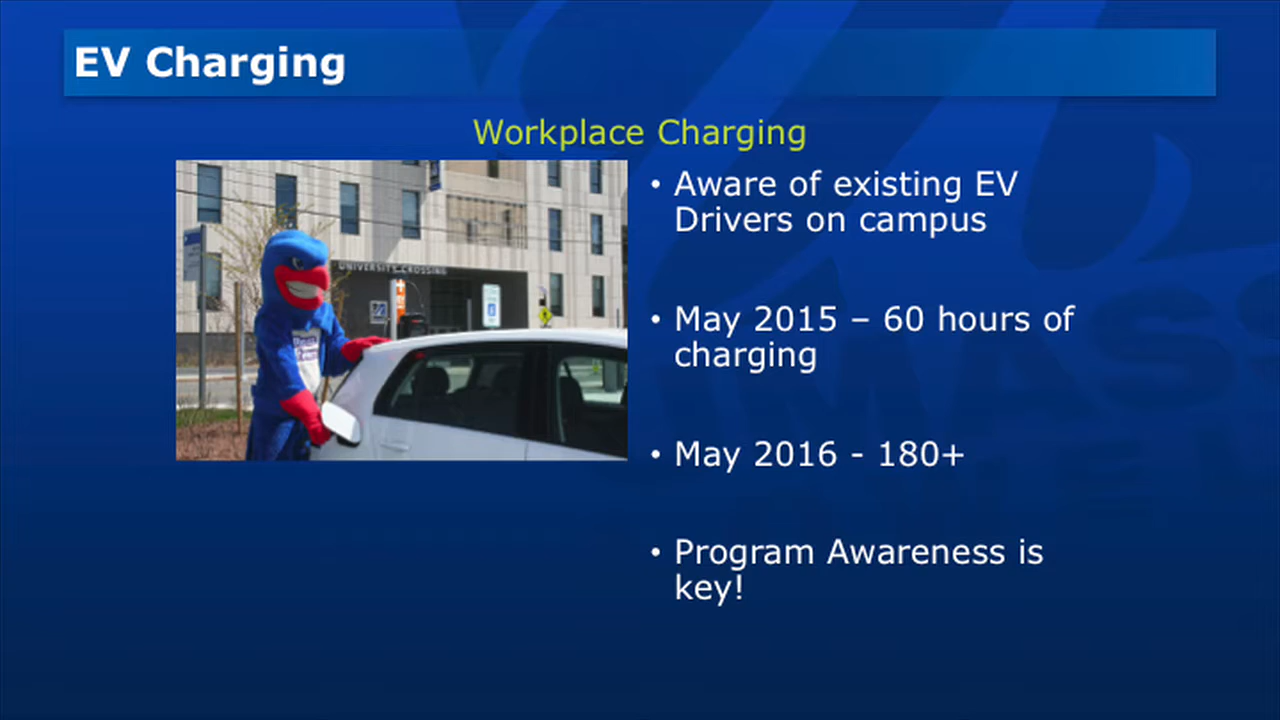 EV Charging
Workplace Charging
• Aware of existing EV
Drivers on campus
• May 2015 – 60 hours of
charging
• May 2016 - 180+
• Program Awareness is
key!
UNIVERSITY CROSSING